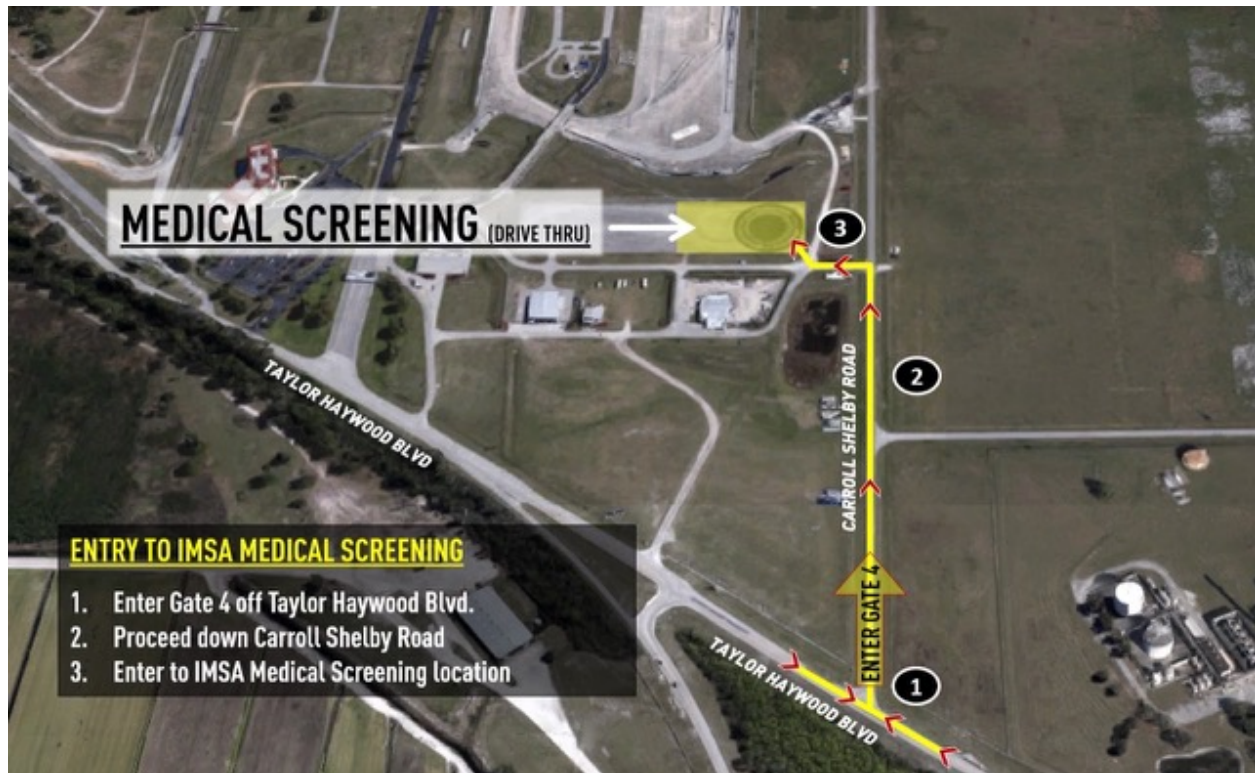 MEDICAL SCREENING (DRIVE THRU)
3
2
TAYLOR HAYWOOD BLVD
CARROLL SHELBY ROAD
ENTRY TO IMSA MEDICAL SCREENING
1. Enter Gate 4 off Taylor Haywood Blvd.
2. Proceed down Carroll Shelby Road
3. Enter to IMSA Medical Screening location
ENTER GATE 4
1
TAYLOR HAYWOOD BLVD